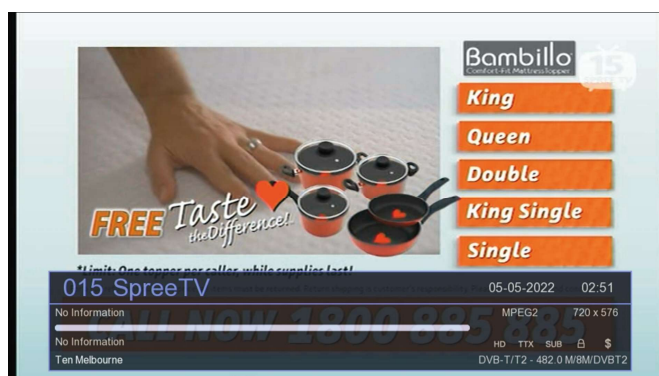 Bambillo
Comfort-Fit Mattress Topper
15
King
Queen
Double
King Single
Single
FREE Taste
the Difference!..
*Limit: One topper per caller, while supplies last!
015 SpreeTV
05-05-2022 02:51
No Information
MPEG2 720 x 576
CALL NOW 1800 885 885
No Information
HD TTX SUB $
Ten Melbourne
DVB-T/T2 - 482.0 M/8M/DVBT2